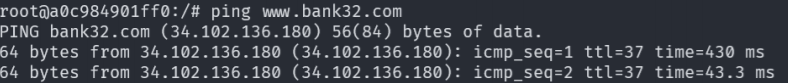 root@a0c984901ff0:/# ping www.bank32.com
PING bank32.com (34.102.136.180) 56(84) bytes of data.
64 bytes from 34.102.136.180 (34.102.136.180): icmp_seq=1 ttl=37 time=430 ms
64 bytes from 34.102.136.180 (34.102.136.180): icmp_seq=2 ttl=37 time=43.3 ms